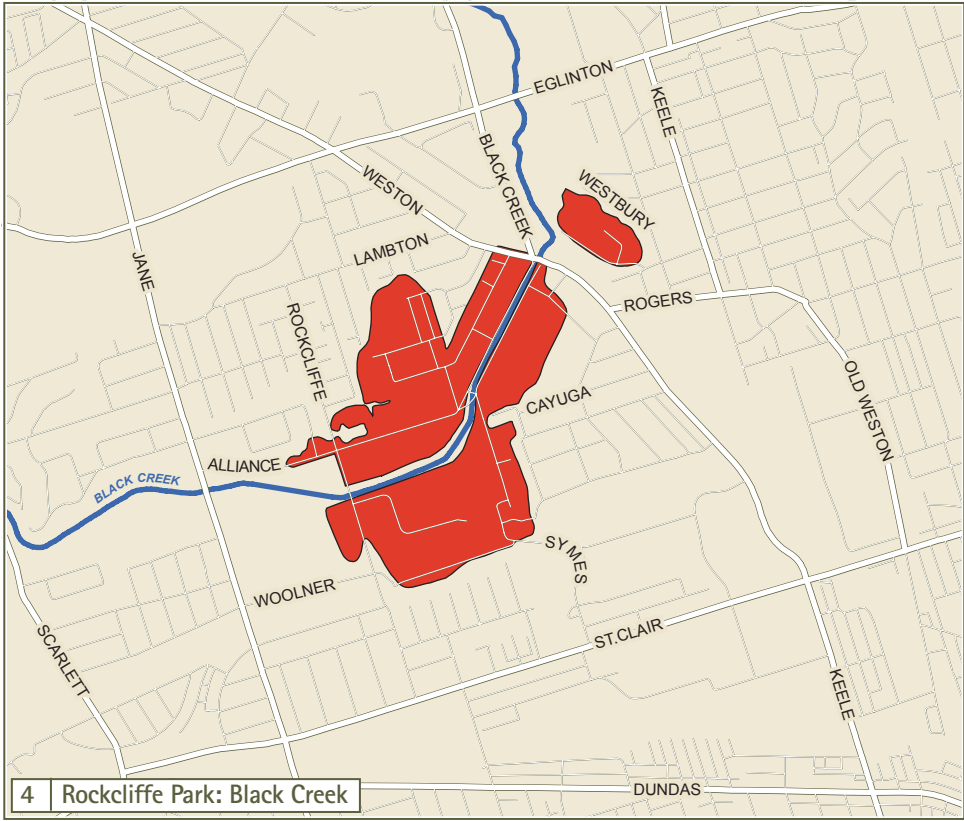 EGLINTON
KEELE
BLACK CREEK
WESTON
WESTBURY
LAMBTON
JANE
ROGERS
ROCKCLIFFE
OLD WESTON
CAYUGA
ALLIANCE
BLACK CREEK
SYMES
WOOLNER
ST.CLAIR
SCARLETT
KEELE
DUNDAS
4 Rockcliffe Park: Black Creek